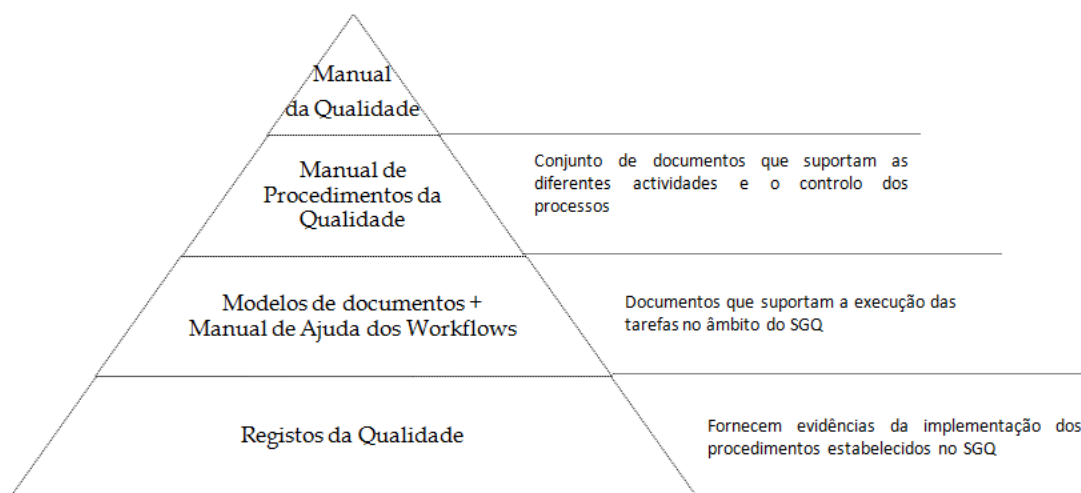 Manual
da Qualidade
Manual de
Procedimentos da
Qualidade
Conjunto de documentos que suportam as
diferentes actividades e o controlo dos
processos
Modelos de documentos +
Manual de Ajuda dos Workflows
Documentos que suportam a execução das
tarefas no âmbito do SGQ
Registos da Qualidade
Fornecem evidências da implementação dos
procedimentos estabelecidos no SGQ